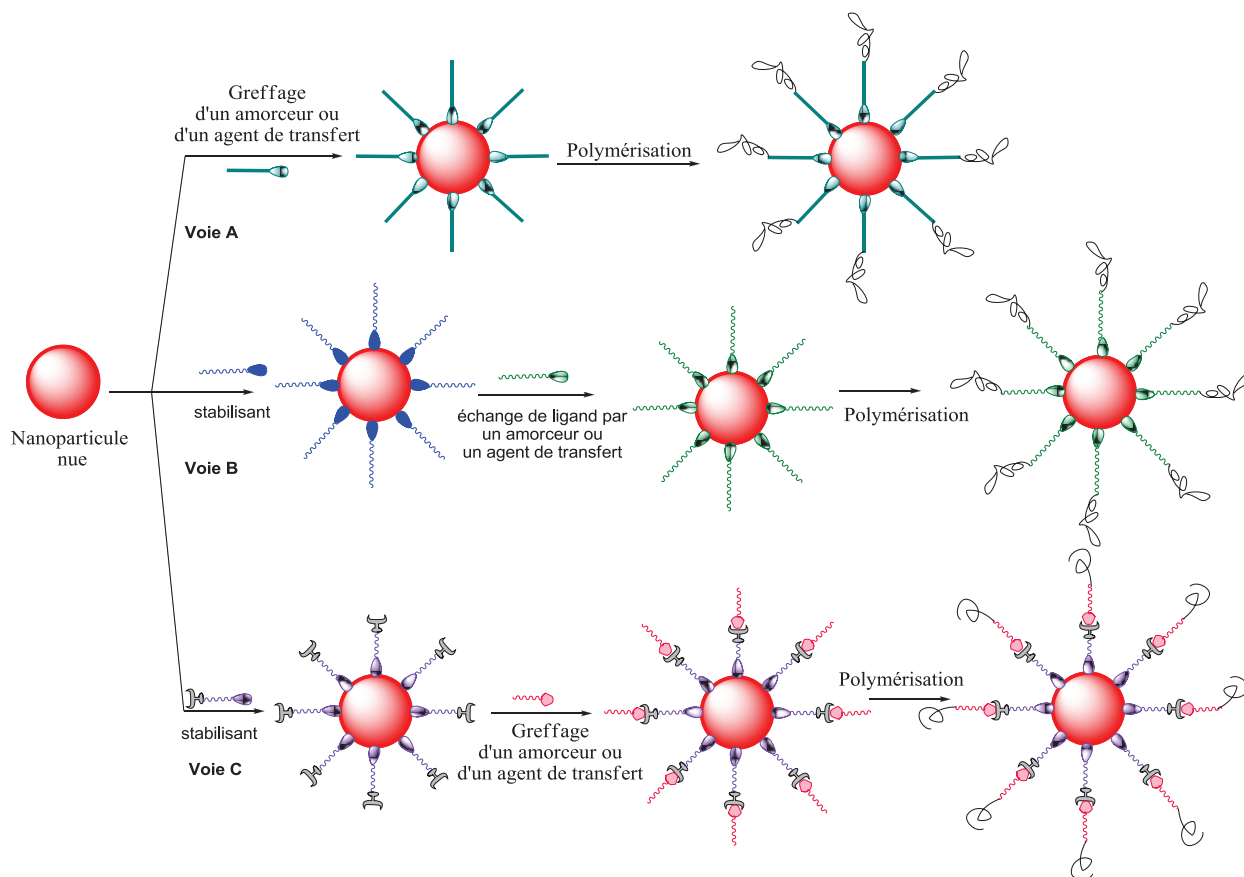 Greffage
d'un amorceur ou
d'un agent de transfert
Polymérisation
Voie A
Nanoparticule
nue
stabilisant
échange de ligand par
un amorceur ou
un agent de transfert
Polymérisation
Voie B
stabilisant
Greffage
d'un amorceur ou
d'un agent de transfert
Polymérisation
Voie C